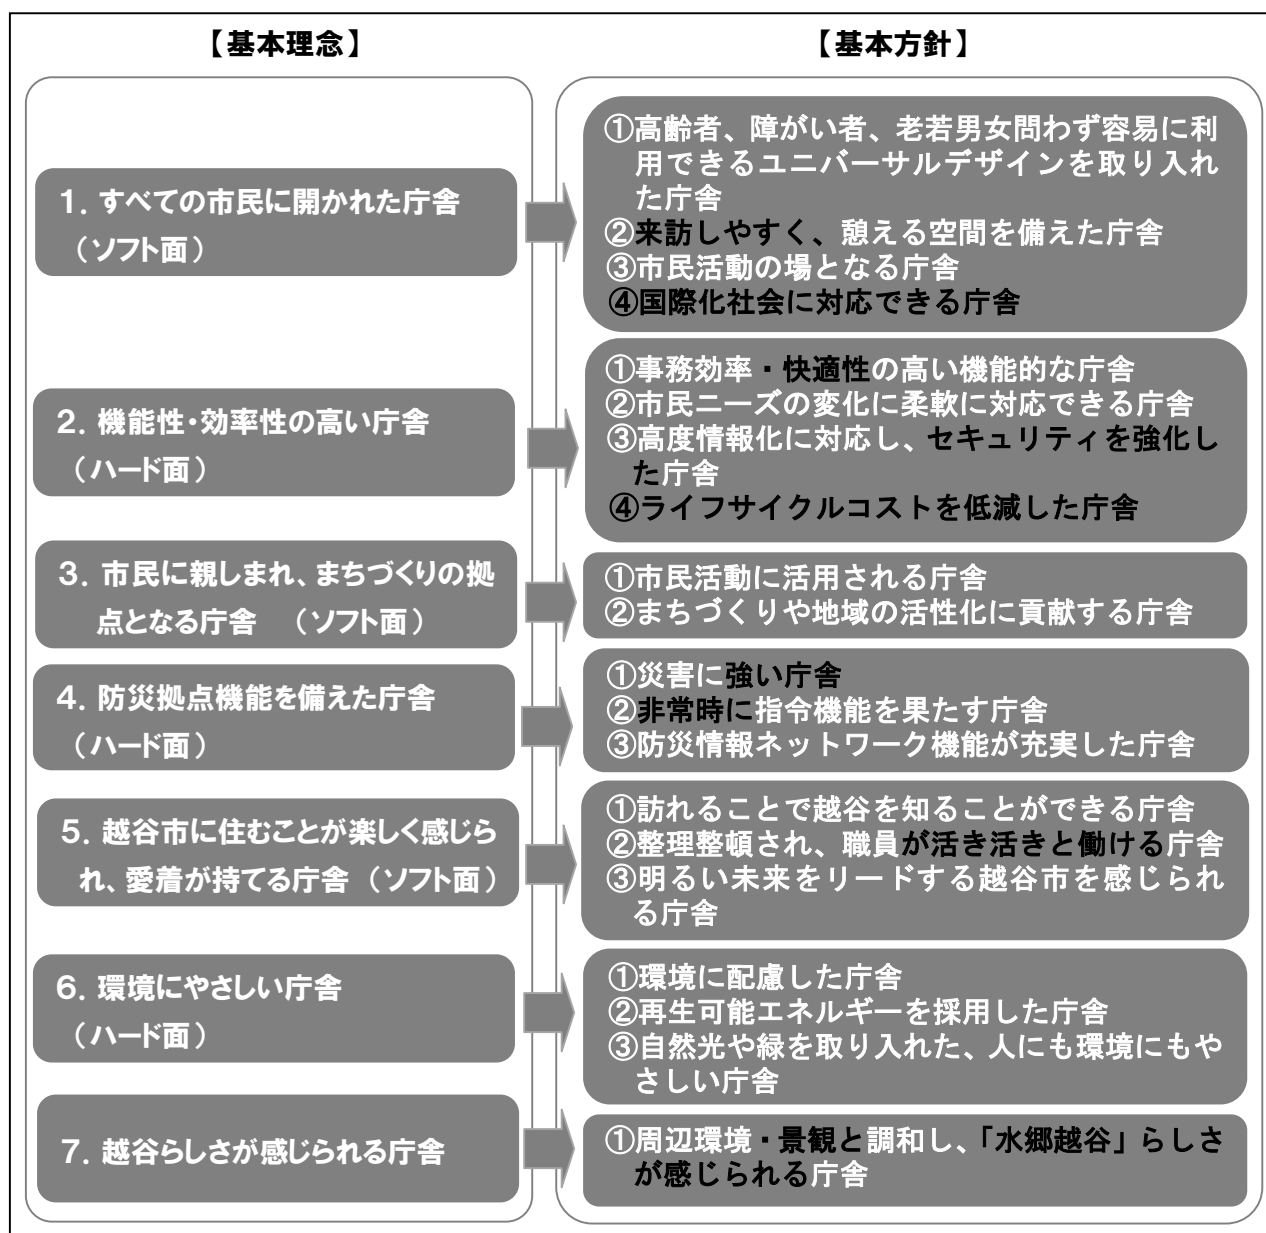 【基本理念】
【基本方針】
1．すべての市民に開かれた庁舎
（ソフト面）
①高齢者、障がい者、老若男女問わず容易に利
用できるユニバーサルデザインを取り入れ
た庁舎
②来訪しやすく、憩える空間を備えた庁舎
③市民活動の場となる庁舎
④国際化社会に対応できる庁舎
2．機能性・効率性の高い庁舎
（ハード面）
①事務効率・快適性の高い機能的な庁舎
②市民ニーズの変化に柔軟に対応できる庁舎
③高度情報化に対応し、セキュリティを強化し
た庁舎
④ライフサイクルコストを低減した庁舎
3．市民に親しまれ、まちづくりの拠
点となる庁舎　（ソフト面）
①市民活動に活用される庁舎
②まちづくりや地域の活性化に貢献する庁舎
4．防災拠点機能を備えた庁舎
（ハード面）
①災害に強い庁舎
②非常時に指令機能を果たす庁舎
③防災情報ネットワーク機能が充実した庁舎
5．越谷市に住むことが楽しく感じら
れ、愛着が持てる庁舎（ソフト面）
①訪れることで越谷を知ることができる庁舎
②整理整頓され、職員が活き活きと働ける庁舎
③明るい未来をリードする越谷市を感じられ
る庁舎
6．環境にやさしい庁舎
（ハード面）
①環境に配慮した庁舎
②再生可能エネルギーを採用した庁舎
③自然光や緑を取り入れた、人にも環境にもや
さしい庁舎
7．越谷らしさが感じられる庁舎
①周辺環境・景観と調和し、「水郷越谷」らしさ
が感じられる庁舎